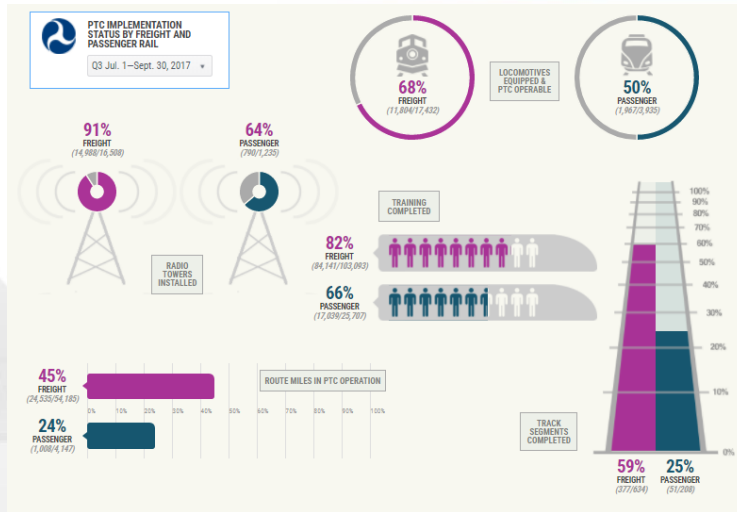 PTC IMPLEMENTATION
STATUS BY FREIGHT AND
PASSENGER RAIL
Q3 Jul. 1—Sept. 30, 2017
68%
FREIGHT
(11,804/17,432)
LOCOMOTIVES
EQUIPPED &
PTC OPERABLE
50%
PASSENGER
(1,967/3,935)
91%
FREIGHT
(14,988/16,508)
64%
PASSENGER
(790/1,235)
RADIO
TOWERS
INSTALLED
TRAINING
COMPLETED
82%
FREIGHT
(84,141/103,093)
66%
PASSENGER
(17,039/25,707)
45%
FREIGHT
(24,535/54,185)
ROUTE MILES IN PTC OPERATION
0% 10% 20% 30% 40% 50% 60% 70% 80% 90% 100%
24%
PASSENGER
(1,008/4,147)
100%
90%
80%
70%
60%
50%
40%
30%
20%
10%
0%
TRACK
SEGMENTS
COMPLETED
59%
FREIGHT
(377/634)
25%
PASSENGER
(51/208)